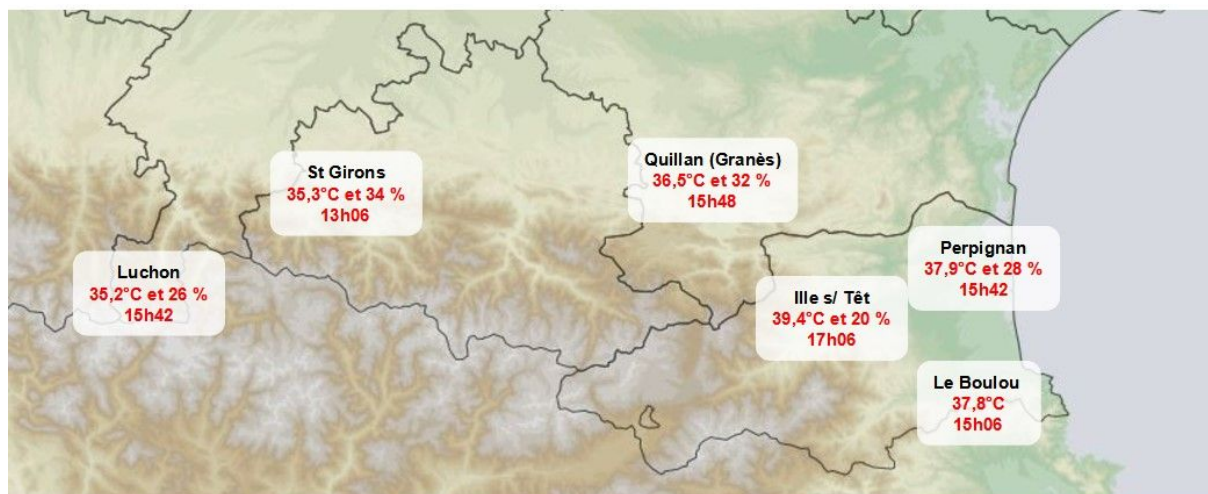 St Girons
35,3°C et 34 %
13h06
Quillan (Granès)
36,5°C et 32 %
15h48
Luchon
35,2°C et 26 %
15h42
Perpignan
37,9°C et 28 %
15h42
Ille s/ Têt
39,4°C et 20 %
17h06
Le Boulou
37,8°C
15h06